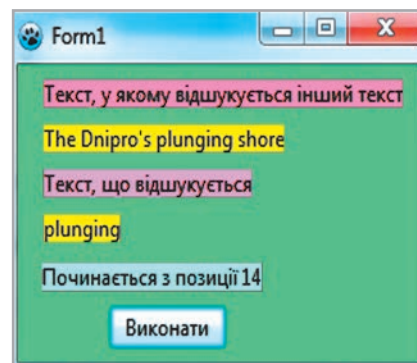 Form1
Текст, у якому відшукується інший текст
The Dnipro's plunging shore
Текст, що відшукується
plunging
Починається з позиції 14
Виконати